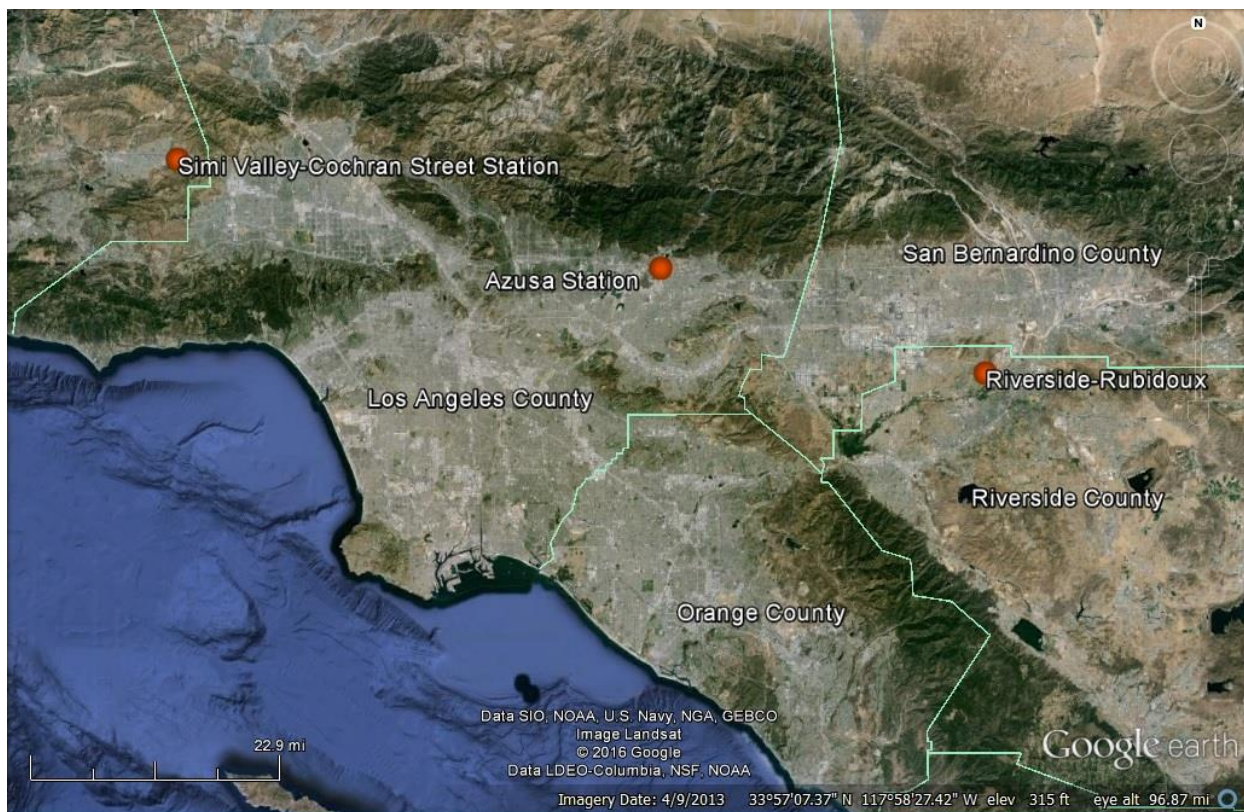 N
Simi Valley-Cochran Street Station
San Bernardino County
Azusa Station
Riverside-Rubidoux
Los Angeles County
Riverside County
Orange County
Data SIO, NOAA, U.S. Navy, NGA, GEBCO
Image Landsat
© 2016 Google
Data LDEO-Columbia, NSF, NOAA
22.9 mi
Google earth
Imagery Date: 4/9/2013 33°57'07.37" N 117°58'27.42" W elev 315 ft eye alt 96.87 mi